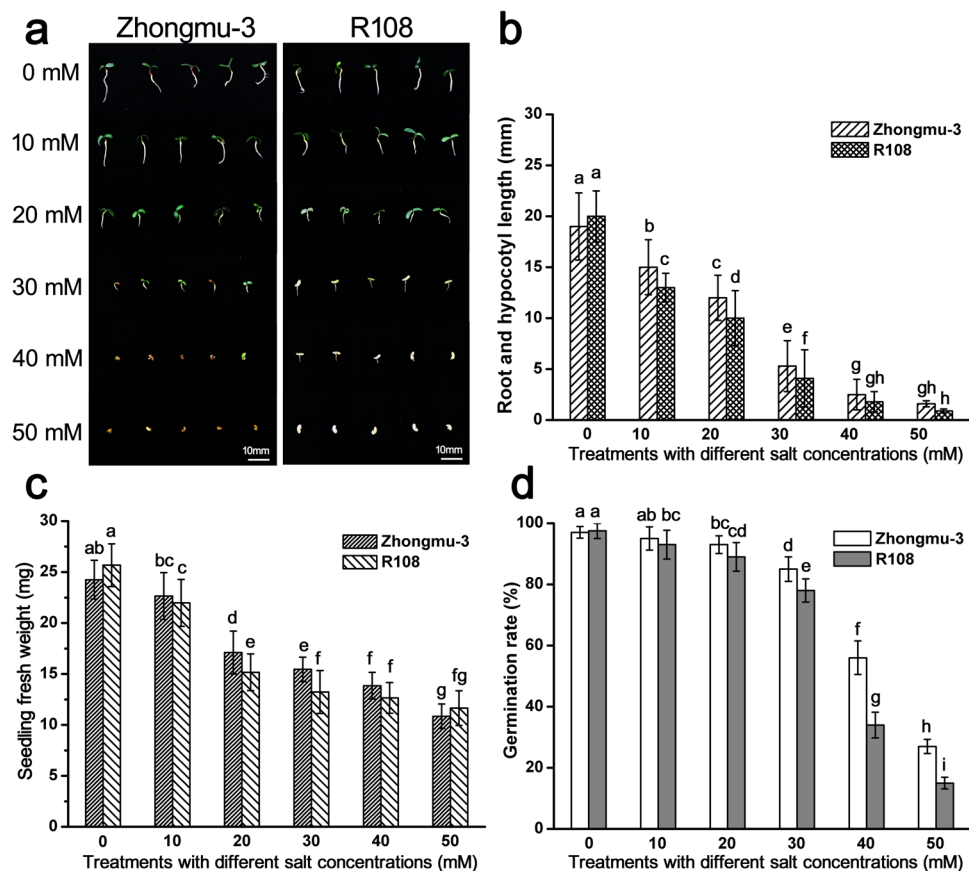 a
Zhongmu-3 R108
0 mM
10 mM
20 mM
30 mM
40 mM
50 mM
10mm 10mm
b
Root and hypocotyl length (mm)
30
25
20
15
10
5
0
Zhongmu-3
R108
a a
b c
c d
e f
g gh
gh h
0 10 20 30 40 50
Treatments with different salt concentrations (mM)
c
Seedling fresh weight (mg)
30
25
20
15
10
5
0
Zhongmu-3
R108
ab a
bc c
d e
e f
f f
g fg
0 10 20 30 40 50
Treatments with different salt concentrations (mM)
d
Germination rate (%)
100
80
60
40
20
0
Zhongmu-3
R108
a a
ab bc
bc cd
d e
f g
h i
0 10 20 30 40 50
Treatments with different salt concentrations (mM)